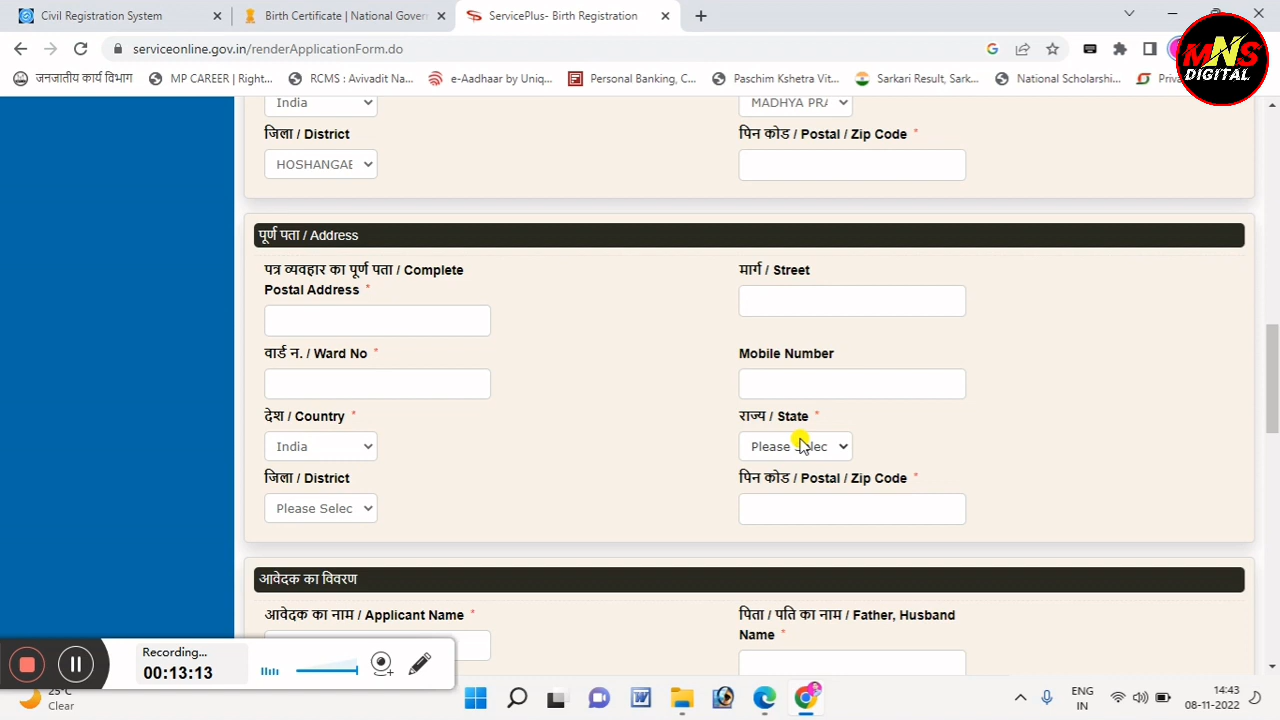 Civil Registration System
Birth Certificate | National Govern
ServicePlus- Birth Registration
serviceonline.gov.in/renderApplicationForm.do
MNS
DIGITAL
जनजातीय कार्य विभाग
MP CAREER | Right...
RCMS : Avivadit Na...
e-Aadhaar by Uniq...
Personal Banking, C...
Paschim Kshetra Vit...
Sarkari Result, Sark...
National Scholarshi...
India
MADHYA PRA
जिला / District
पिन कोड / Postal / Zip Code *
HOSHANGAB
पूर्ण पता / Address
पत्र व्यवहार का पूर्ण पता / Complete
Postal Address *
मार्ग / Street
वार्ड न. / Ward No *
Mobile Number
देश / Country *
राज्य / State *
India
Please Selec
जिला / District
पिन कोड / Postal / Zip Code *
Please Selec
आवेदक का विवरण
आवेदक का नाम / Applicant Name *
पिता / पति का नाम / Father, Husband
Name *
Recording...
00:13:13
25°C
Clear
ENG
IN
14:43
08-11-2022